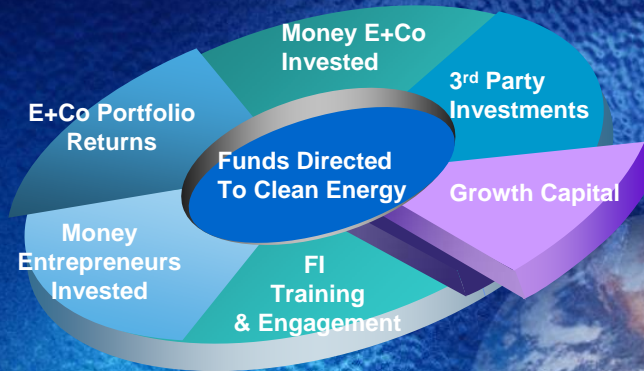 Money E+Co
Invested
3rd Party
Investments
E+Co Portfolio
Returns
Funds Directed
To Clean Energy
Growth Capital
Money
Entrepreneurs
Invested
FI
Training
& Engagement